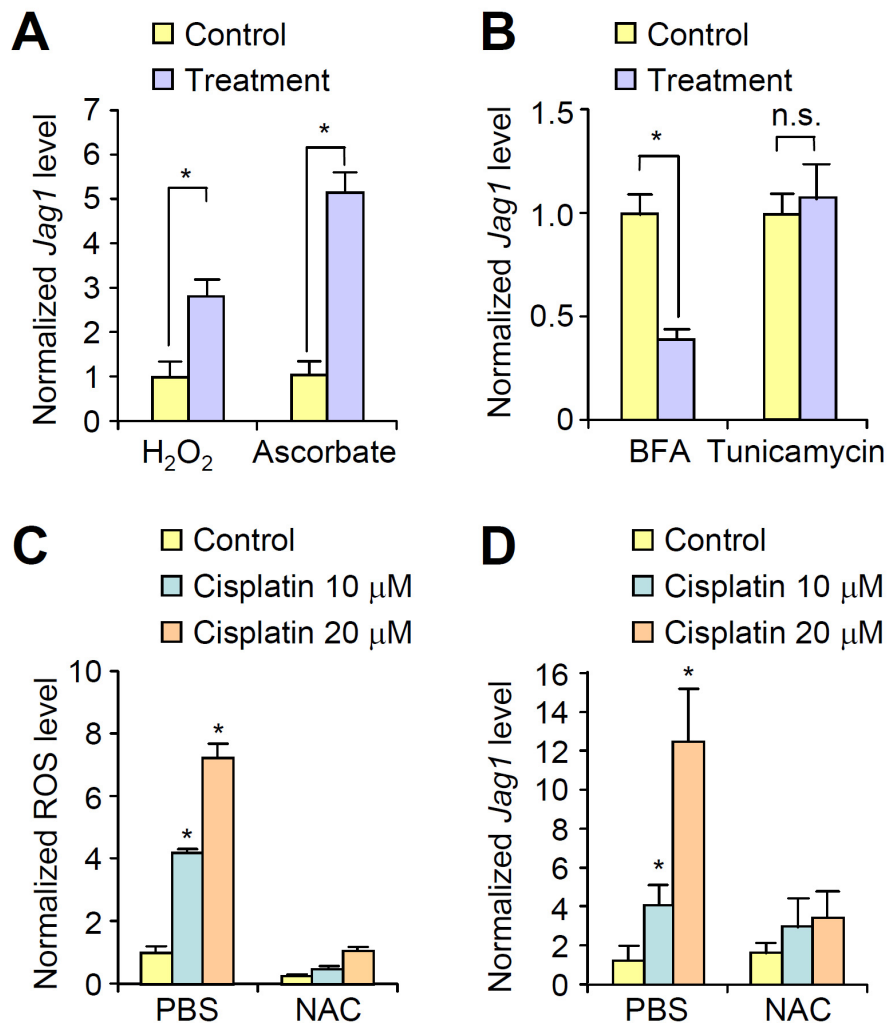 A
Control
Treatment
Normalized Jag1 level
7
6
5
4
3
2
1
0
*
*
H₂O₂ Ascorbate
B
Control
Treatment
Normalized Jag1 level
1.5
1.0
0.5
0
*
n.s.
BFA Tunicamycin
C
Control
Cisplatin 10 μM
Cisplatin 20 μM
Normalized ROS level
10
8
6
4
2
0
*
*
PBS NAC
D
Control
Cisplatin 10 μM
Cisplatin 20 μM
Normalized Jag1 level
16
14
12
10
8
6
4
2
0
*
*
PBS NAC